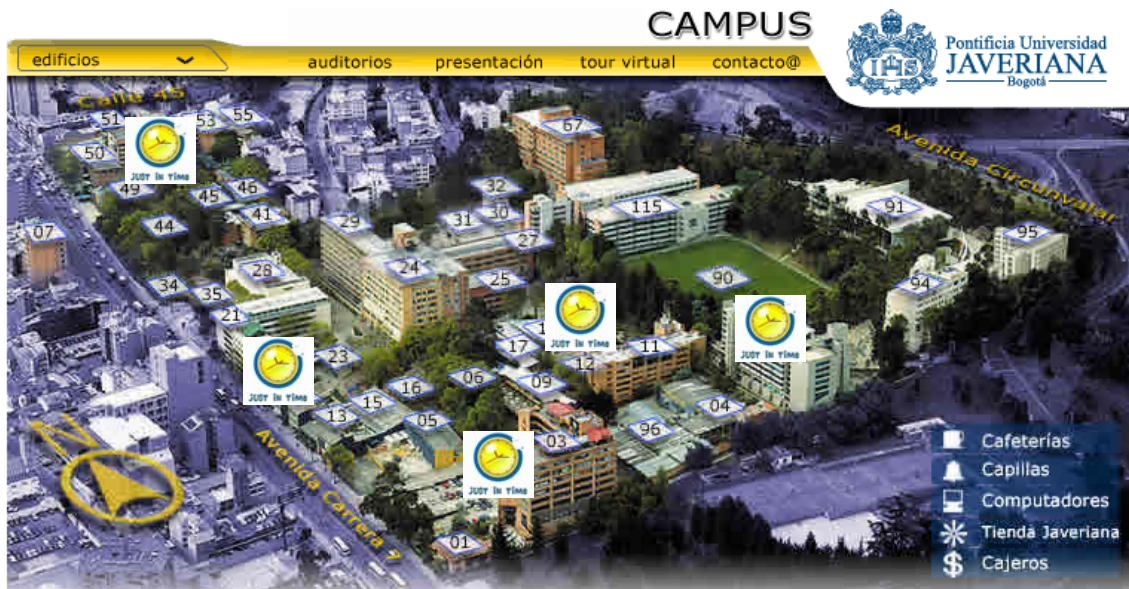 CAMPUS
Pontificia Universidad
JAVERIANA
Bogotá
edificios
auditorios
presentación
tour virtual
contacto@
Calle 45
Avenida Circunvalar
51
53
55
67
50
JUST IN TIME
49
45
46
32
44
41
29
31
30
115
91
07
27
95
28
24
25
90
94
34
35
21
JUST IN TIME
JUST IN TIME
17
11
23
JUST IN TIME
12
16
06
09
13
15
05
04
03
96
JUST IN TIME
01
Avenida Carrera 7
N
Cafeterías
Capillas
Computadores
Tienda Javeriana
$ Cajeros
IHS